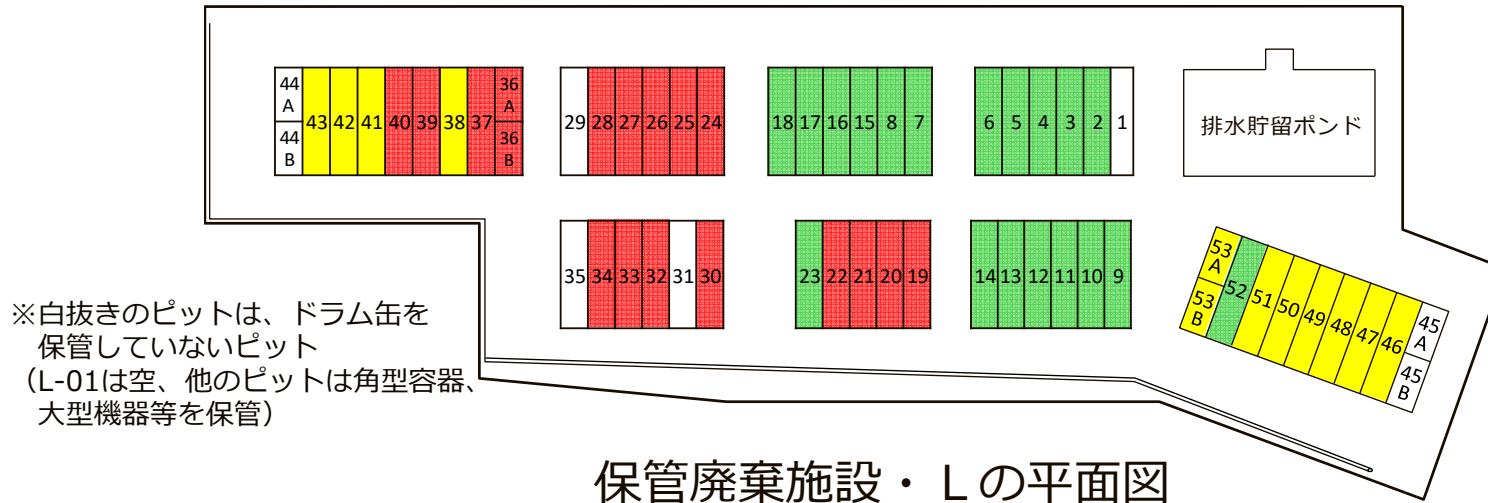 44 A
44 B
43 42 41 40 39 38 37
36 A
36 B
29 28 27 26 25 24
18 17 16 15 8 7
6 5 4 3 2 1
排水貯留ポンド
35 34 33 32 31 30
23 22 21 20 19
14 13 12 11 10 9
53 A
53 B
52 51 50 49 48 47 46
45 A
45 B
※白抜きのピットは、ドラム缶を
保管していないピット
（L-01は空、他のピットは角型容器、
大型機器等を保管）
保管廃棄施設・Ｌの平面図